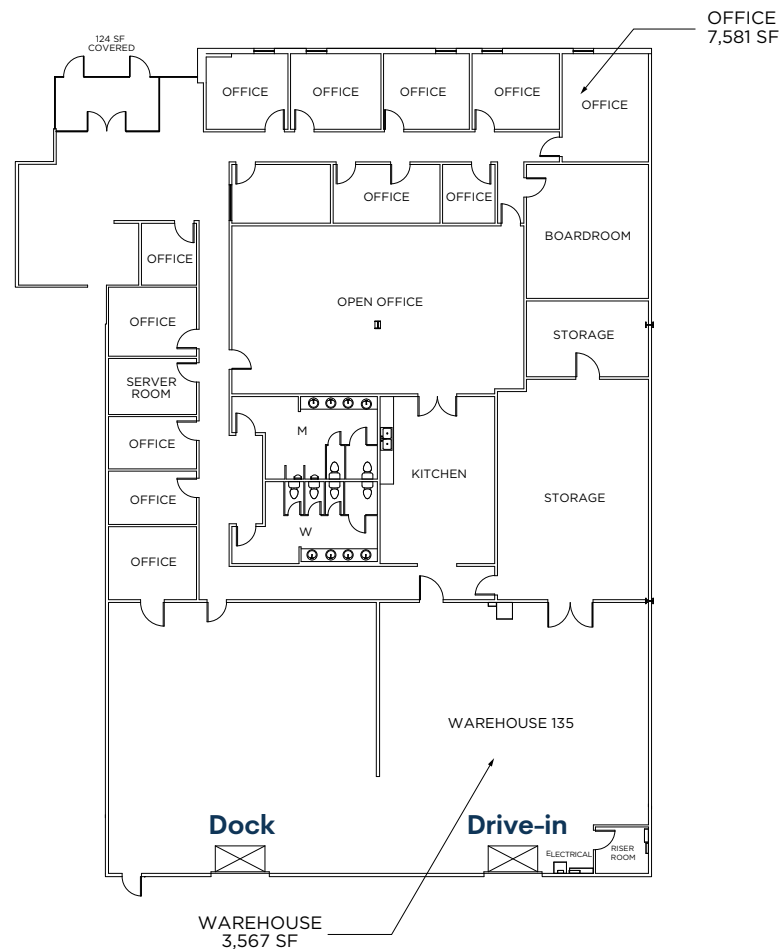 OFFICE
7,581 SF
124 SF
COVERED
OFFICE
OFFICE
OFFICE
OFFICE
OFFICE
OFFICE
OFFICE
BOARDROOM
OFFICE
OPEN OFFICE
OFFICE
STORAGE
SERVER
ROOM
M
OFFICE
KITCHEN
STORAGE
OFFICE
W
OFFICE
WAREHOUSE 135
Dock
Drive-in
ELECTRICAL
RISER
ROOM
WAREHOUSE
3,567 SF